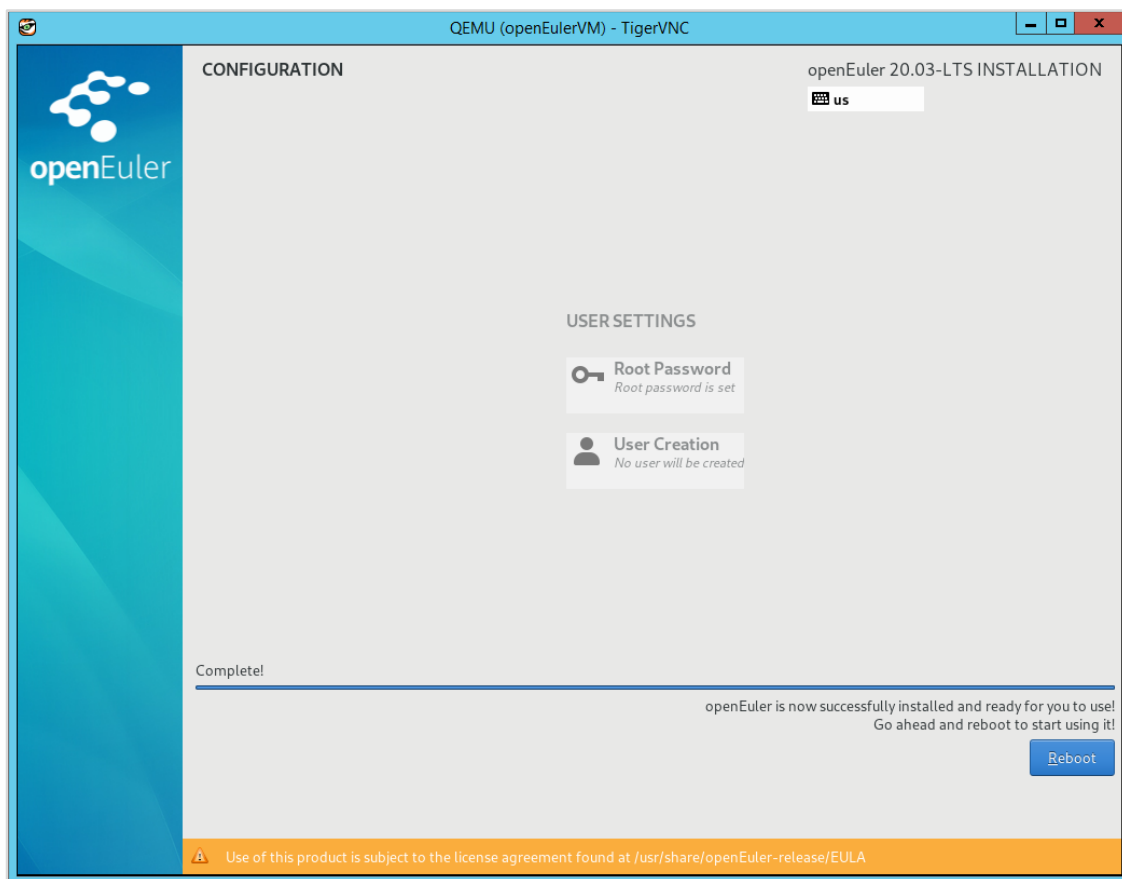 QEMU (openEulerVM) - TigerVNC
openEuler
CONFIGURATION
openEuler 20.03-LTS INSTALLATION
us
USER SETTINGS
Root Password
Root password is set
User Creation
No user will be created
Complete!
openEuler is now successfully installed and ready for you to use!
Go ahead and reboot to start using it!
Reboot
Use of this product is subject to the license agreement found at /usr/share/openEuler-release/EULA